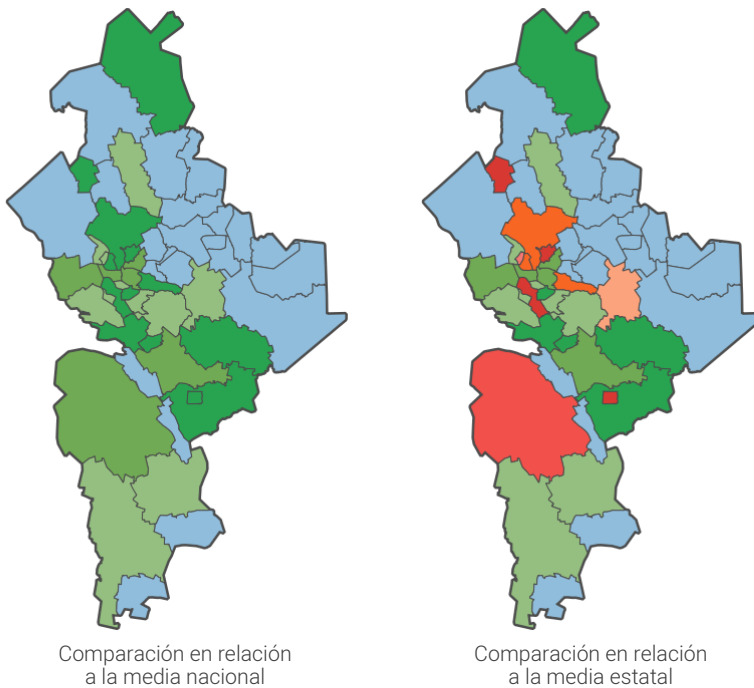 Comparación en relación
a la media nacional
Comparación en relación
a la media estatal